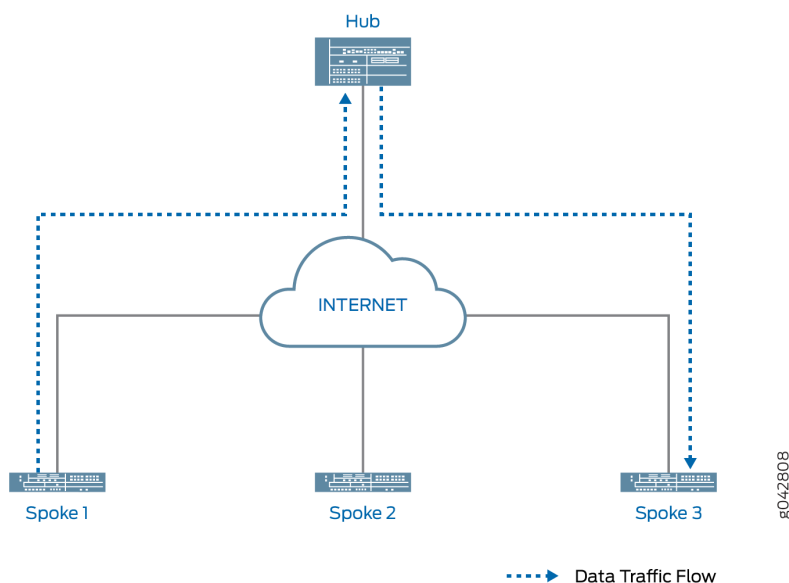 Hub
INTERNET
Spoke 1
Spoke 2
Spoke 3
g042808
Data Traffic Flow